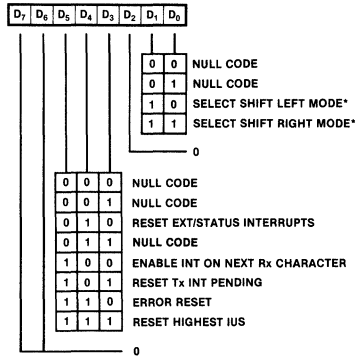 D7 D6 D5 D4 D3 D2 D1 D0
0 0 NULL CODE
0 1 NULL CODE
1 0 SELECT SHIFT LEFT MODE*
1 1 SELECT SHIFT RIGHT MODE*
0
0 0 0 NULL CODE
0 0 1 NULL CODE
0 1 0 RESET EXT/STATUS INTERRUPTS
0 1 1 NULL CODE
1 0 0 ENABLE INT ON NEXT Rx CHARACTER
1 0 1 RESET Tx INT PENDING
1 1 0 ERROR RESET
1 1 1 RESET HIGHEST IUS
0